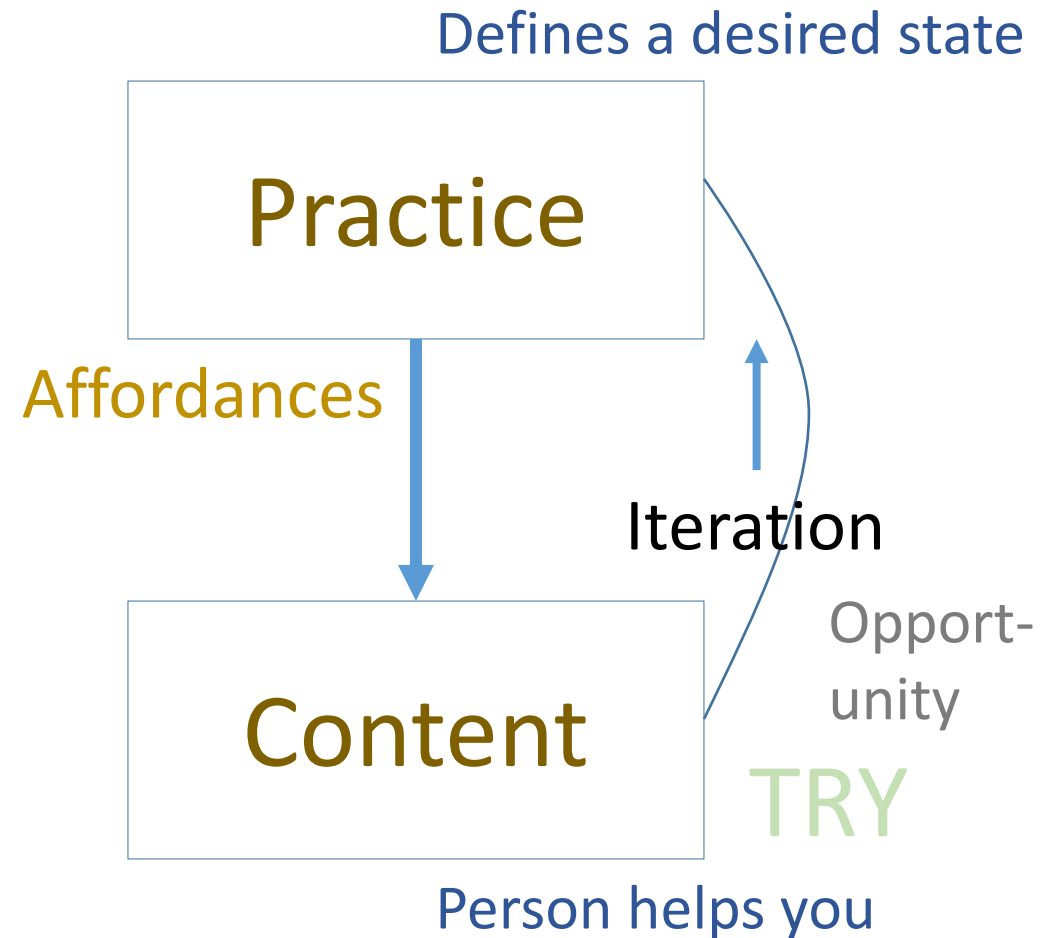 Defines a desired state
Practice
Affordances
Iteration
Opport-
unity
Content
TRY
Person helps you